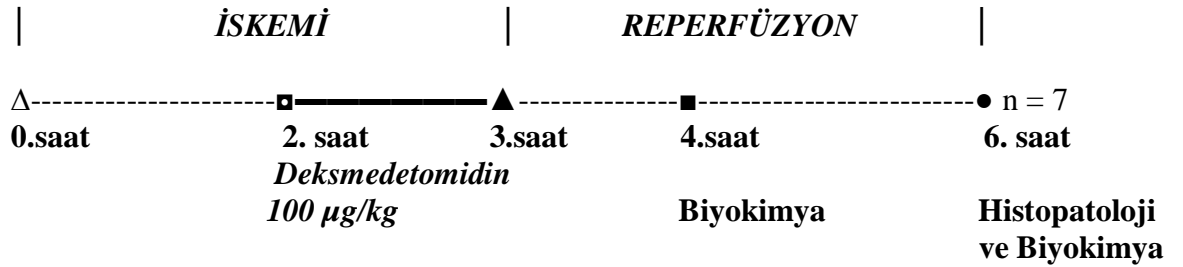 | İSKEMİ | REPERFÜZYON |
∆-----------------------◘▬▬▬▬▬▬▲---------------■--------------------------● n = 7
0.saat 2. saat 3.saat 4.saat 6. saat
Deksmedetomidin
100 µg/kg Biyokimya Histopatoloji
ve Biyokimya